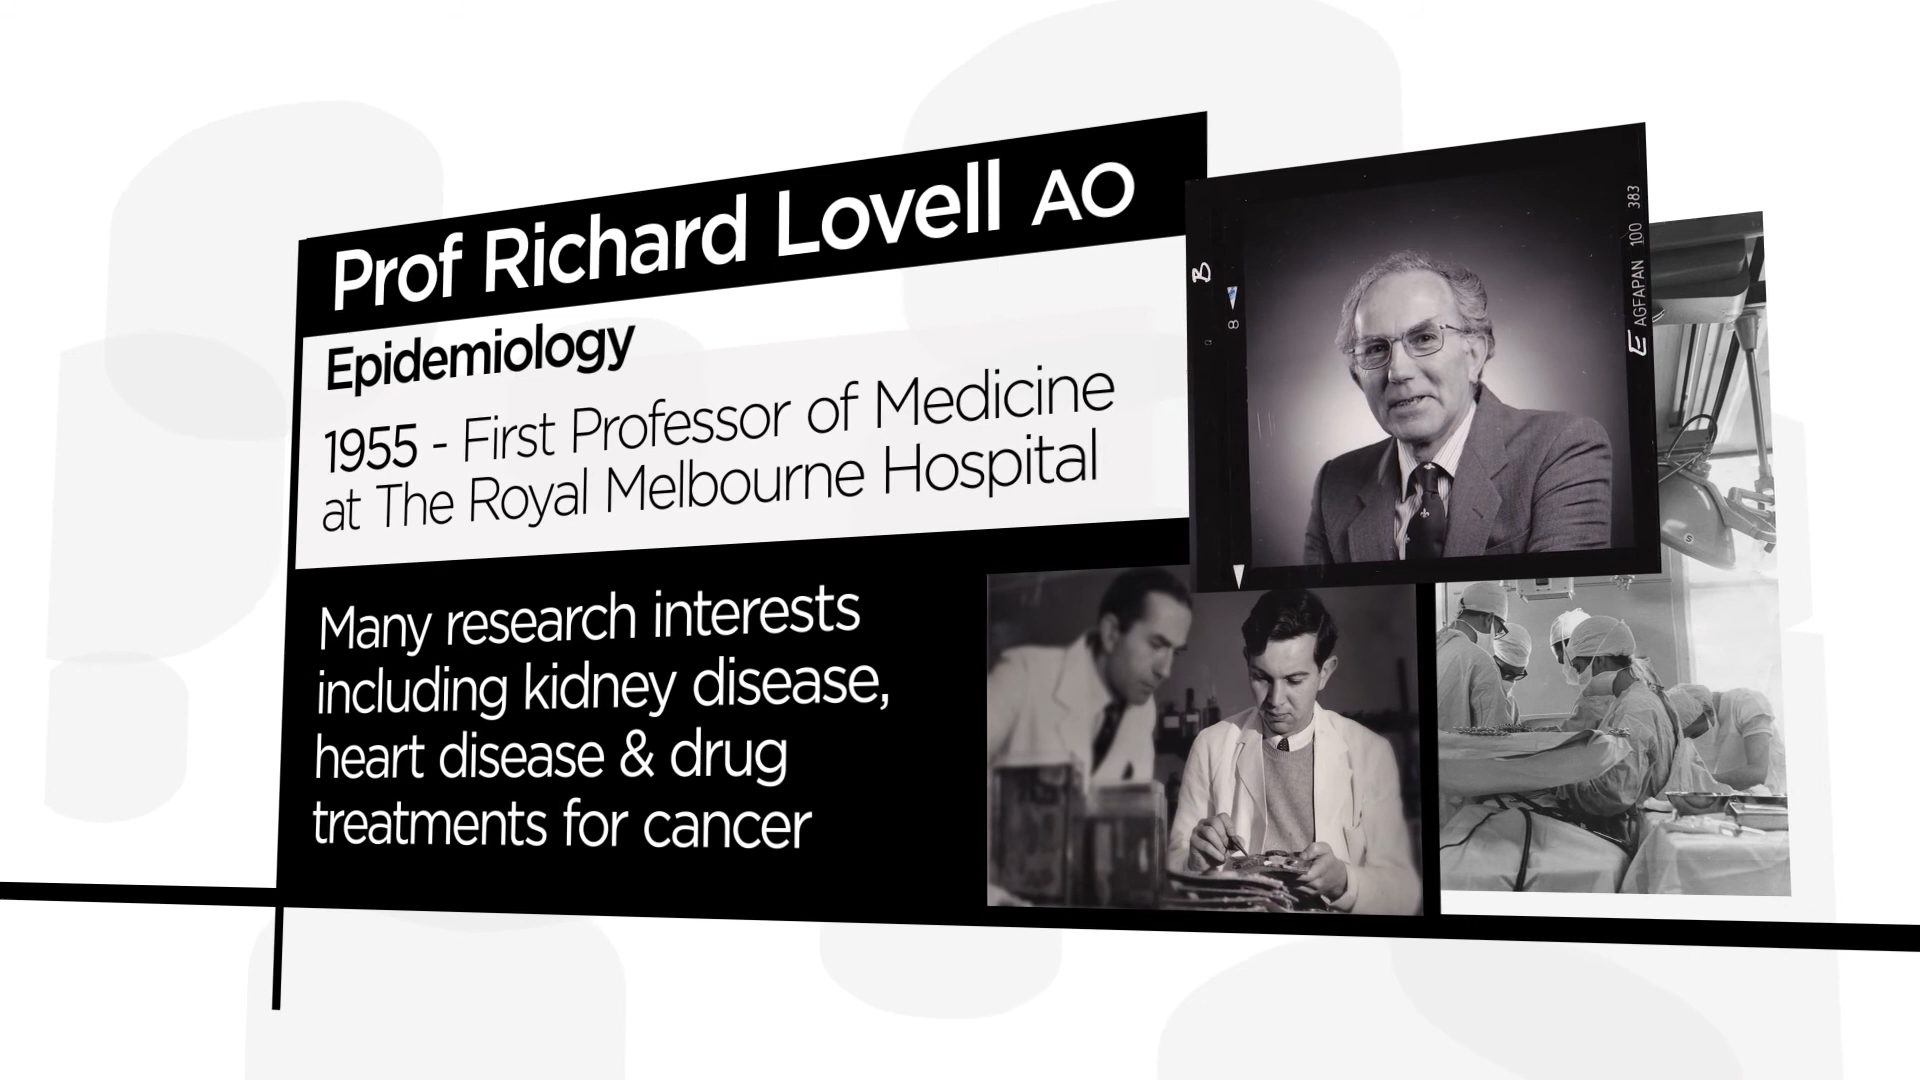 Prof Richard Lovell AO
Epidemiology
1955 - First Professor of Medicine
at The Royal Melbourne Hospital
Many research interests
including kidney disease,
heart disease & drug
treatments for cancer
B
8
E AGFAPAN 100 383